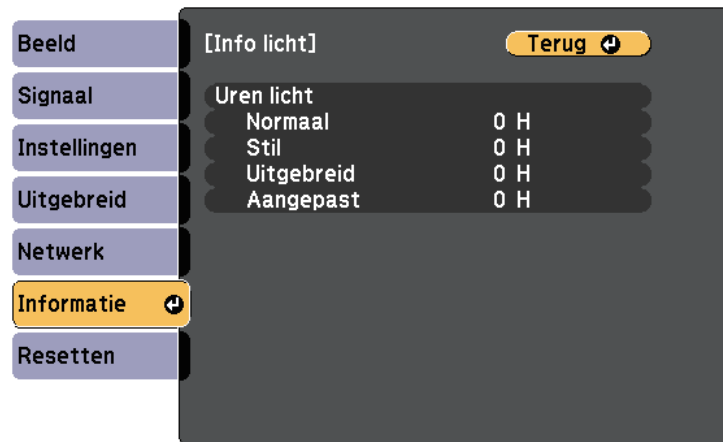 Beeld
Signaal
Instellingen
Uitgebreid
Netwerk
Informatie
Resetten
[Info licht]
Terug
Uren licht
Normaal 0 H
Stil 0 H
Uitgebreid 0 H
Aangepast 0 H